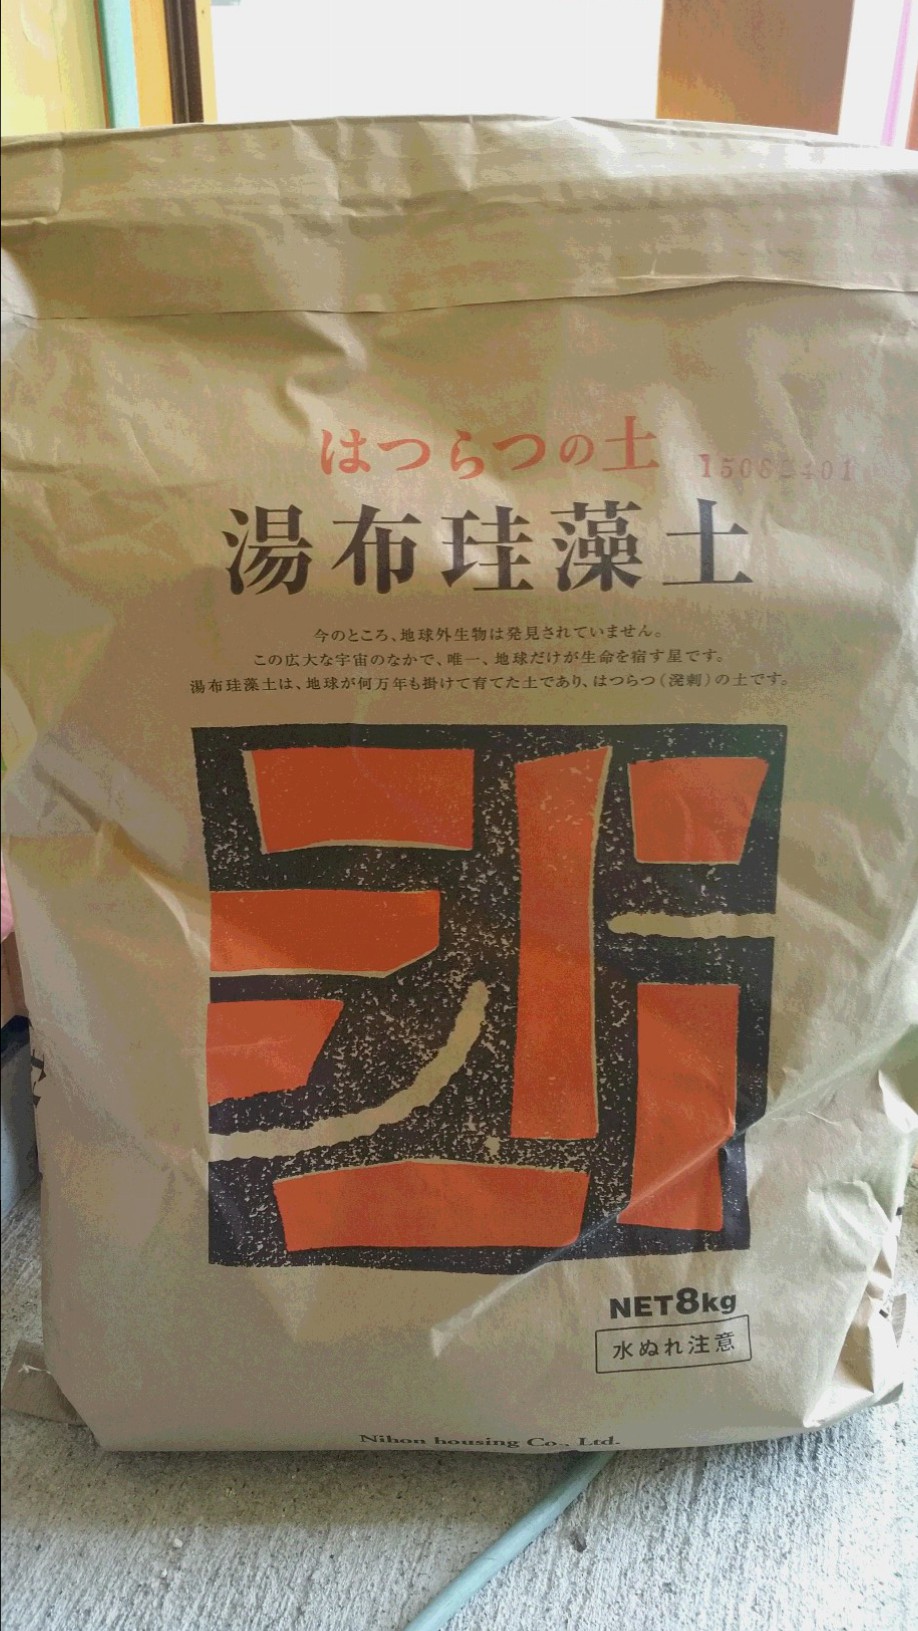 はつらつの土
湯布珪藻土
今のところ、地球外生物は発見されていません。
この広大な宇宙のなかで、唯一、地球だけが生命を宿す星です。
湯布珪藻土は、地球が何万年も掛けて育てた土であり、はつらつ（溌剌）の土です。
NET8kg
水ぬれ注意
Nihon housing Co., Ltd.